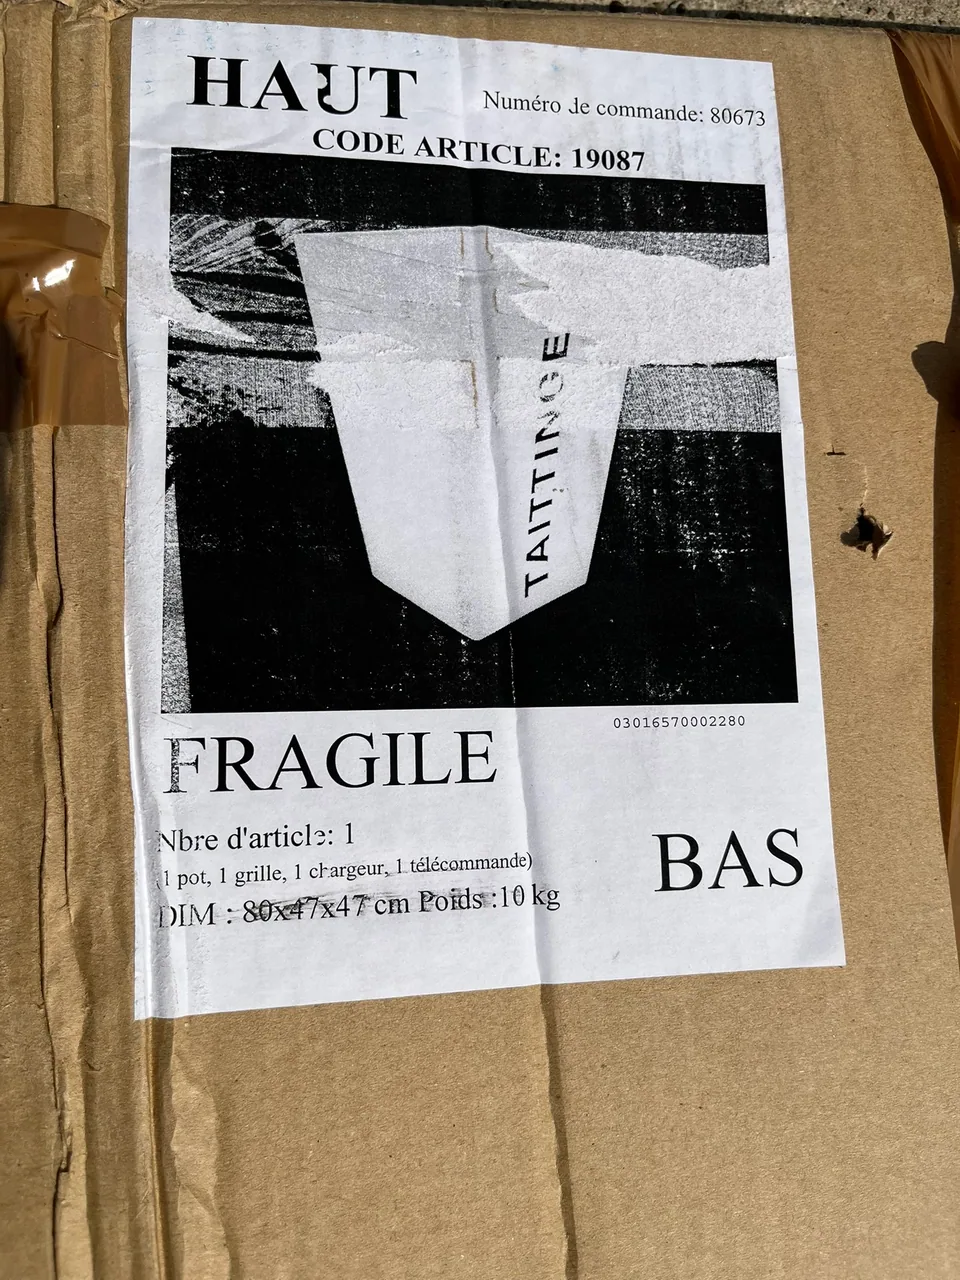 HAUT
Numéro de commande: 80673
CODE ARTICLE: 19087
TAITTINGE
03016570002280
FRAGILE
Nbre d'article: 1
(1 pot, 1 grille, 1 chargeur, 1 télécommande)
BAS
DIM : 80x47x47 cm Poids :10 kg